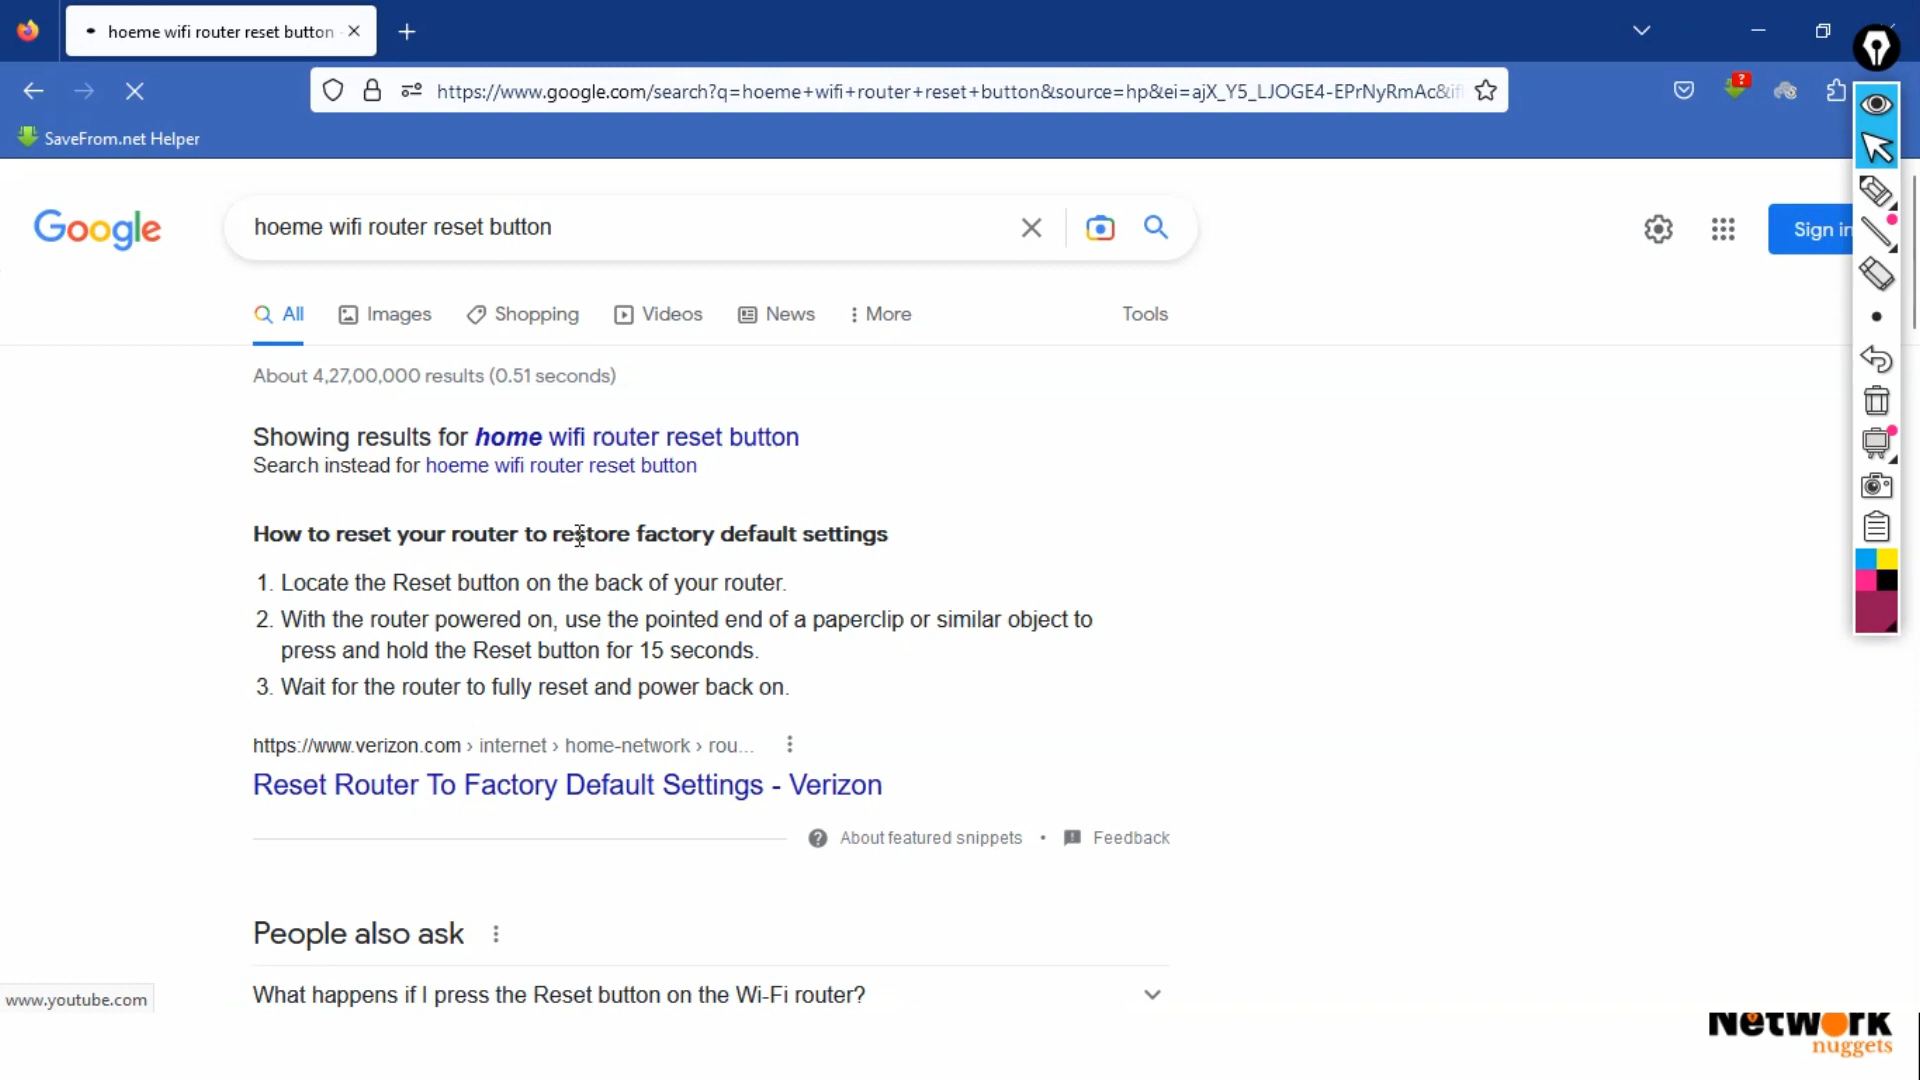 hoeme wifi router reset button
https://www.google.com/search?q=hoeme+wifi+router+reset+button&source=hp&ei=ajX_Y5_LJOGE4-EPrNyRmAc&ifl
?
SaveFrom.net Helper
Google
hoeme wifi router reset button
Sign in
All Images Shopping Videos News More Tools
About 4,27,00,000 results (0.51 seconds)
Showing results for home wifi router reset button
Search instead for hoeme wifi router reset button
How to reset your router to restore factory default settings
1. Locate the Reset button on the back of your router.
2. With the router powered on, use the pointed end of a paperclip or similar object to
press and hold the Reset button for 15 seconds.
3. Wait for the router to fully reset and power back on.
https://www.verizon.com › internet › home-network › rou...
Reset Router To Factory Default Settings - Verizon
About featured snippets • Feedback
People also ask
What happens if I press the Reset button on the Wi-Fi router?
www.youtube.com
Network
nuggets